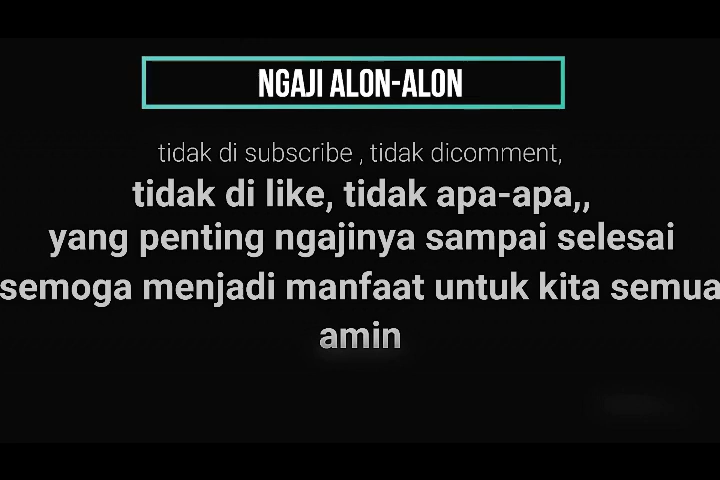 NGAJI ALON-ALON
tidak di subscribe , tidak dicomment,
tidak di like, tidak apa-apa,,
yang penting ngajinya sampai selesai
semoga menjadi manfaat untuk kita semua
amin